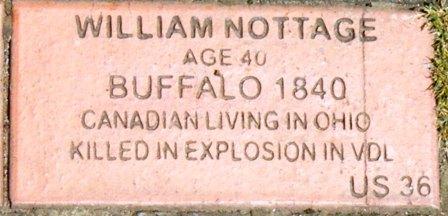 WILLIAM NOTTAGE
AGE 40
BUFFALO 1840
CANADIAN LIVING IN OHIO
KILLED IN EXPLOSION IN VDL
US 36